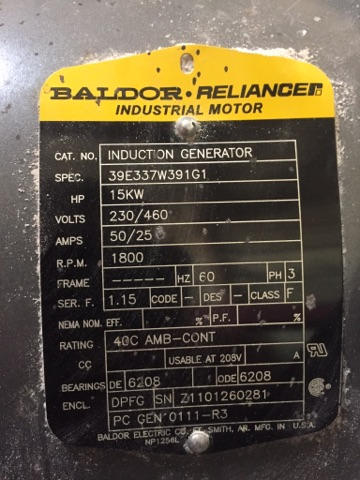 BALDOR • RELIANCER
INDUSTRIAL MOTOR
CAT. NO. INDUCTION GENERATOR
SPEC. 39E337W391G1
HP 15KW
VOLTS 230/460
AMPS 50/25
R.P.M. 1800
FRAME ----- HZ 60 PH 3
SER. F. 1.15 CODE - DES - CLASS F
NEMA NOM. EFF. % P.F. %
RATING 40C AMB-CONT
CC USABLE AT 208V A
BEARINGS DE 6208 ODE 6208
ENCL. DPFG SN Z1101260281
PC GEN 0111-R3
BALDOR ELECTRIC CO. FT. SMITH, AR. MFG. IN U.S.A.
NP1256L